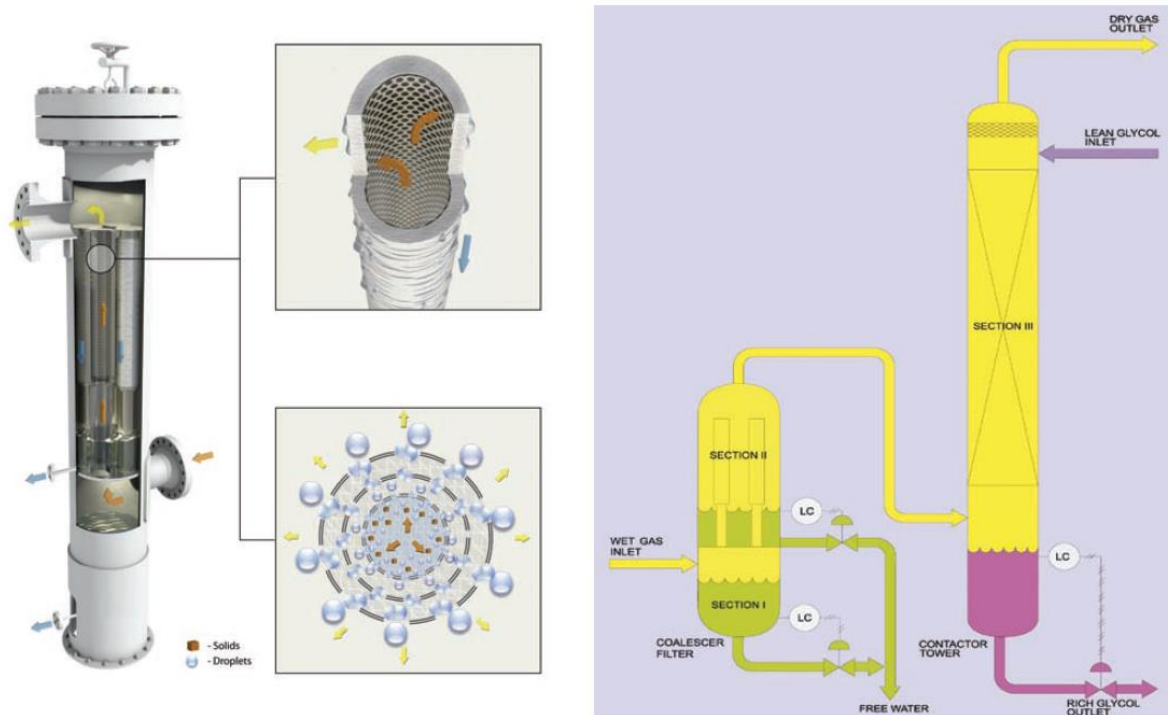 - Solids
- Droplets
DRY GAS
OUTLET
LEAN GLYCOL
INLET
SECTION III
SECTION II
LC
WET GAS
INLET
LC
SECTION I
LC
COALESCER
FILTER
CONTACTOR
TOWER
FREE WATER
RICH GLYCOL
OUTLET